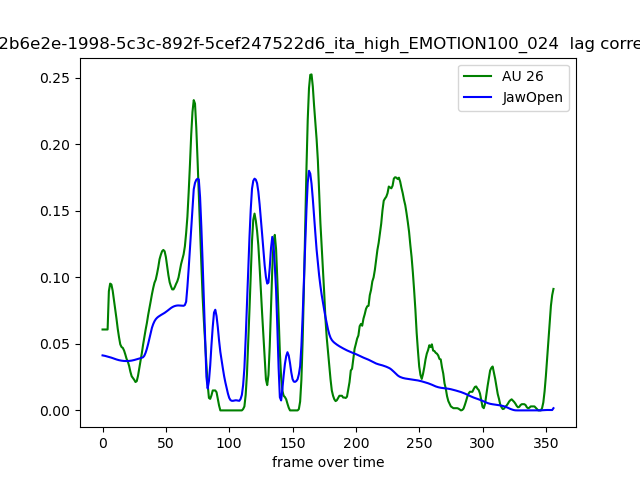 2b6e2e-1998-5c3c-892f-5cef247522d6_ita_high_EMOTION100_024 lag corre
AU 26
JawOpen
0.25
0.20
0.15
0.10
0.05
0.00
0 50 100 150 200 250 300 350
frame over time